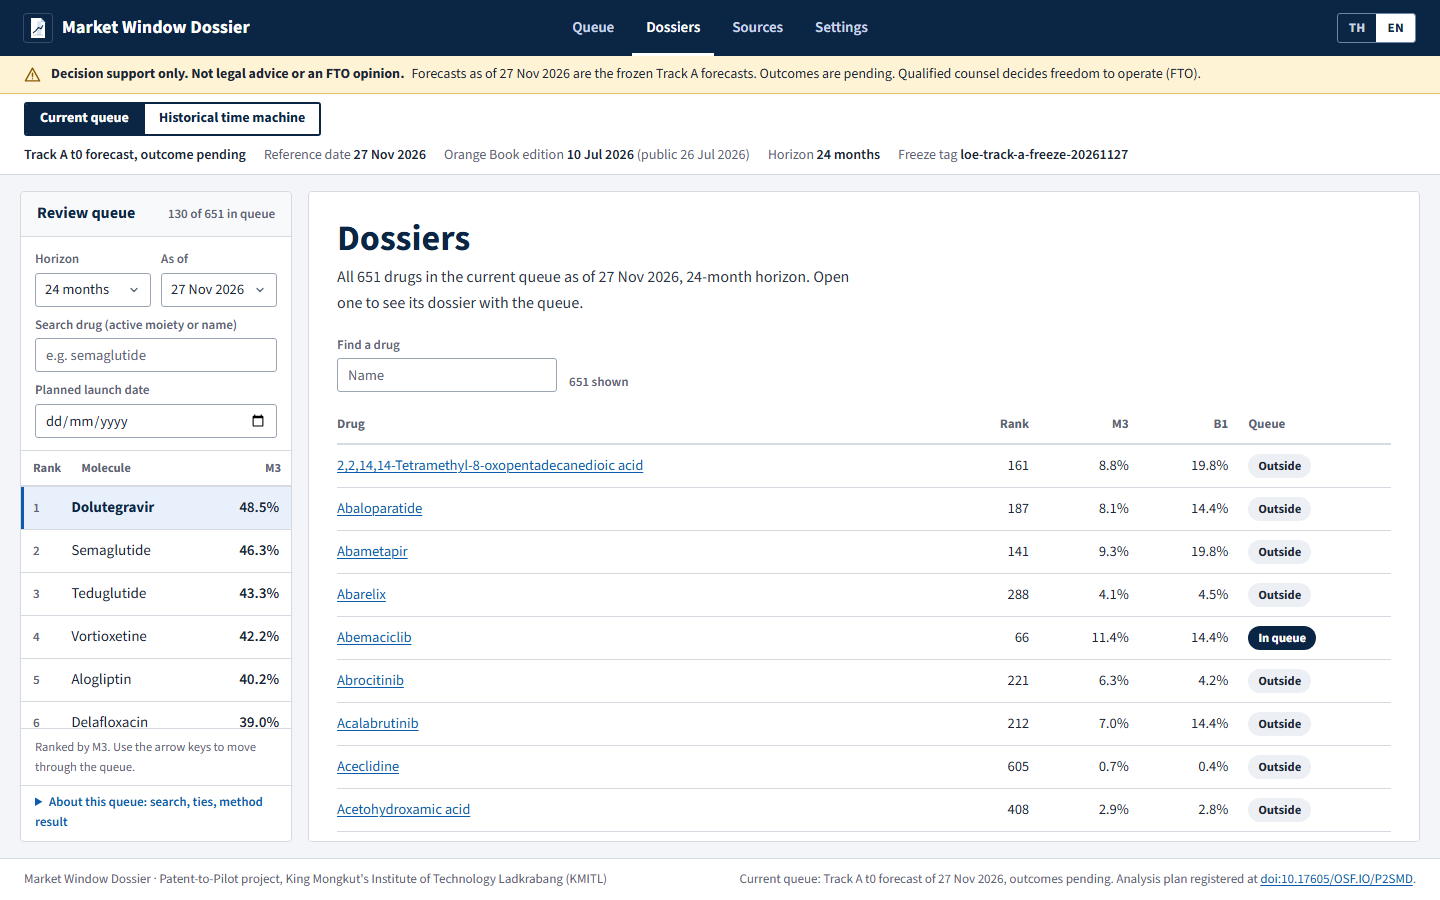 Market Window Dossier
Queue
Dossiers
Sources
Settings
TH
EN
Decision support only. Not legal advice or an FTO opinion. Forecasts as of 27 Nov 2026 are the frozen Track A forecasts. Outcomes are pending. Qualified counsel decides freedom to operate (FTO).
Current queue
Historical time machine
Track A t0 forecast, outcome pending
Reference date 27 Nov 2026
Orange Book edition 10 Jul 2026 (public 26 Jul 2026)
Horizon 24 months
Freeze tag loe-track-a-freeze-20261127
Review queue
130 of 651 in queue
Horizon
As of
24 months
27 Nov 2026
Search drug (active moiety or name)
e.g. semaglutide
Planned launch date
dd/mm/yyyy
Rank Molecule M3
1 Dolutegravir 48.5%
2 Semaglutide 46.3%
3 Teduglutide 43.3%
4 Vortioxetine 42.2%
5 Alogliptin 40.2%
6 Delafloxacin 39.0%
Ranked by M3. Use the arrow keys to move
through the queue.
About this queue: search, ties, method
result
Dossiers
All 651 drugs in the current queue as of 27 Nov 2026, 24-month horizon. Open
one to see its dossier with the queue.
Find a drug
Name
651 shown
Drug Rank M3 B1 Queue
2,2,14,14-Tetramethyl-8-oxopentadecanedioic acid 161 8.8% 19.8% Outside
Abaloparatide 187 8.1% 14.4% Outside
Abametapir 141 9.3% 19.8% Outside
Abarelix 288 4.1% 4.5% Outside
Abemaciclib 66 11.4% 14.4% In queue
Abrocitinib 221 6.3% 4.2% Outside
Acalabrutinib 212 7.0% 14.4% Outside
Aceclidine 605 0.7% 0.4% Outside
Acetohydroxamic acid 408 2.9% 2.8% Outside
Market Window Dossier · Patent-to-Pilot project, King Mongkut's Institute of Technology Ladkrabang (KMITL)
Current queue: Track A t0 forecast of 27 Nov 2026, outcomes pending. Analysis plan registered at doi:10.17605/OSF.IO/P2SMD.